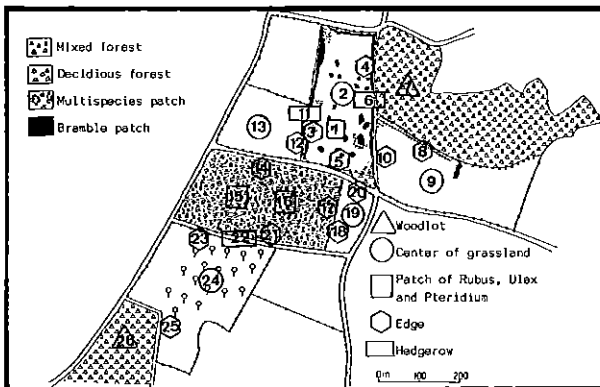 Mixed forest
Decidious forest
Multispecies patch
Bramble patch
4
2
6
7
1
13
3
12
5
10
8
9
14
15
16
17
20
19
18
23
21
24
25
26
Woodlot
Center of grassland
Patch of Rubus, Ulex
and Pteridium
Edge
Hedgerow
0m 100 200